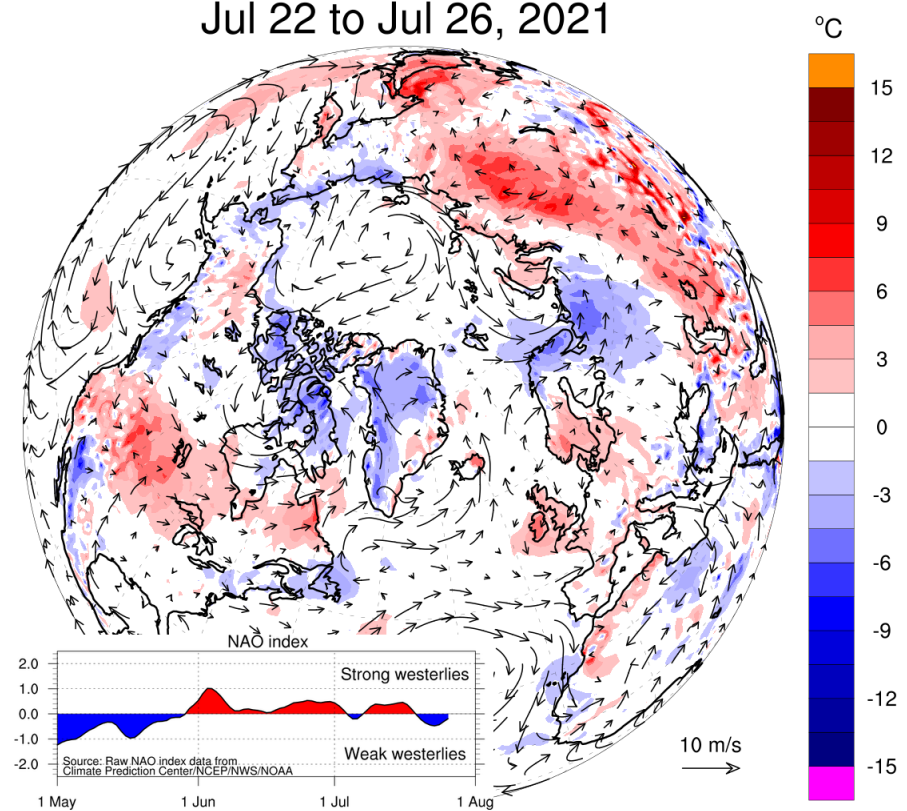 Jul 22 to Jul 26, 2021
°C
15
12
9
6
3
0
-3
-6
-9
-12
-15
NAO index
2.0
1.0
0.0
-1.0
-2.0
Strong westerlies
Weak westerlies
Source: Raw NAO index data from
Climate Prediction Center/NCEP/NWS/NOAA
1 May
1 Jun
1 Jul
1 Aug
10 m/s